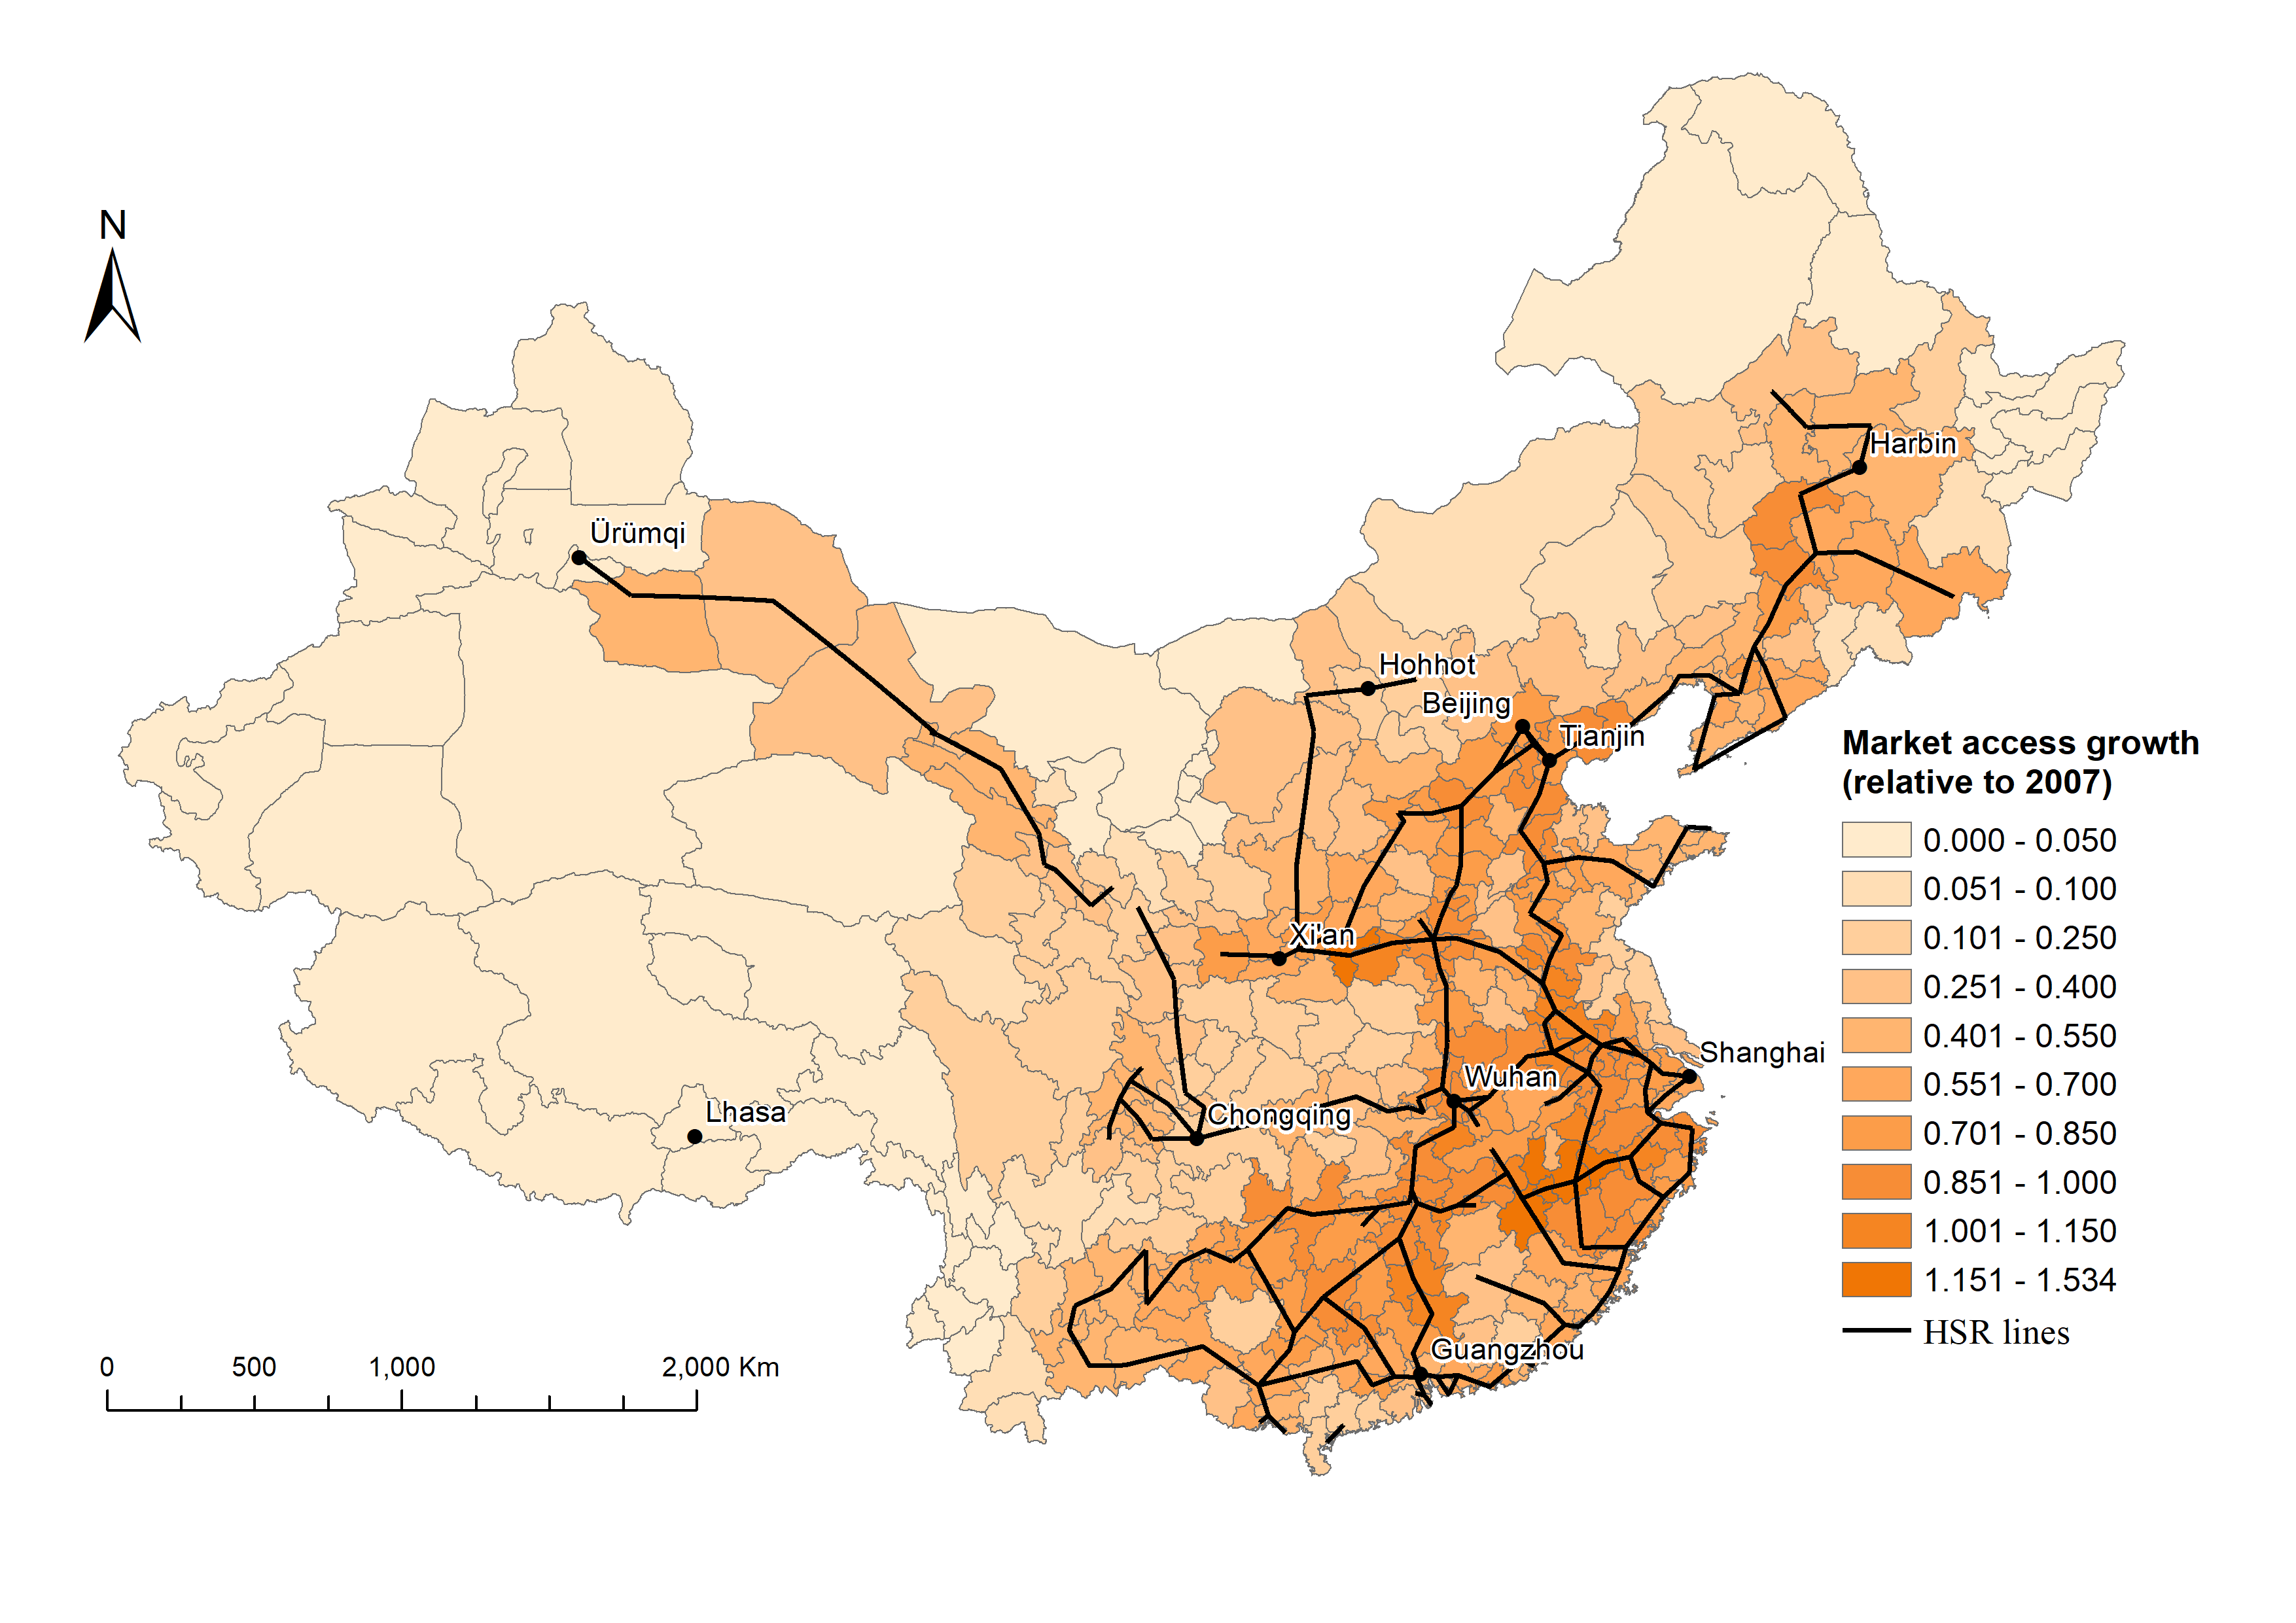 N
Harbin
Ürümqi
Hohhot
Beijing
Tianjin
Xi'an
Shanghai
Wuhan
Lhasa
Chongqing
Guangzhou
Market access growth
(relative to 2007)
0.000 - 0.050
0.051 - 0.100
0.101 - 0.250
0.251 - 0.400
0.401 - 0.550
0.551 - 0.700
0.701 - 0.850
0.851 - 1.000
1.001 - 1.150
1.151 - 1.534
HSR lines
0 500 1,000 2,000 Km